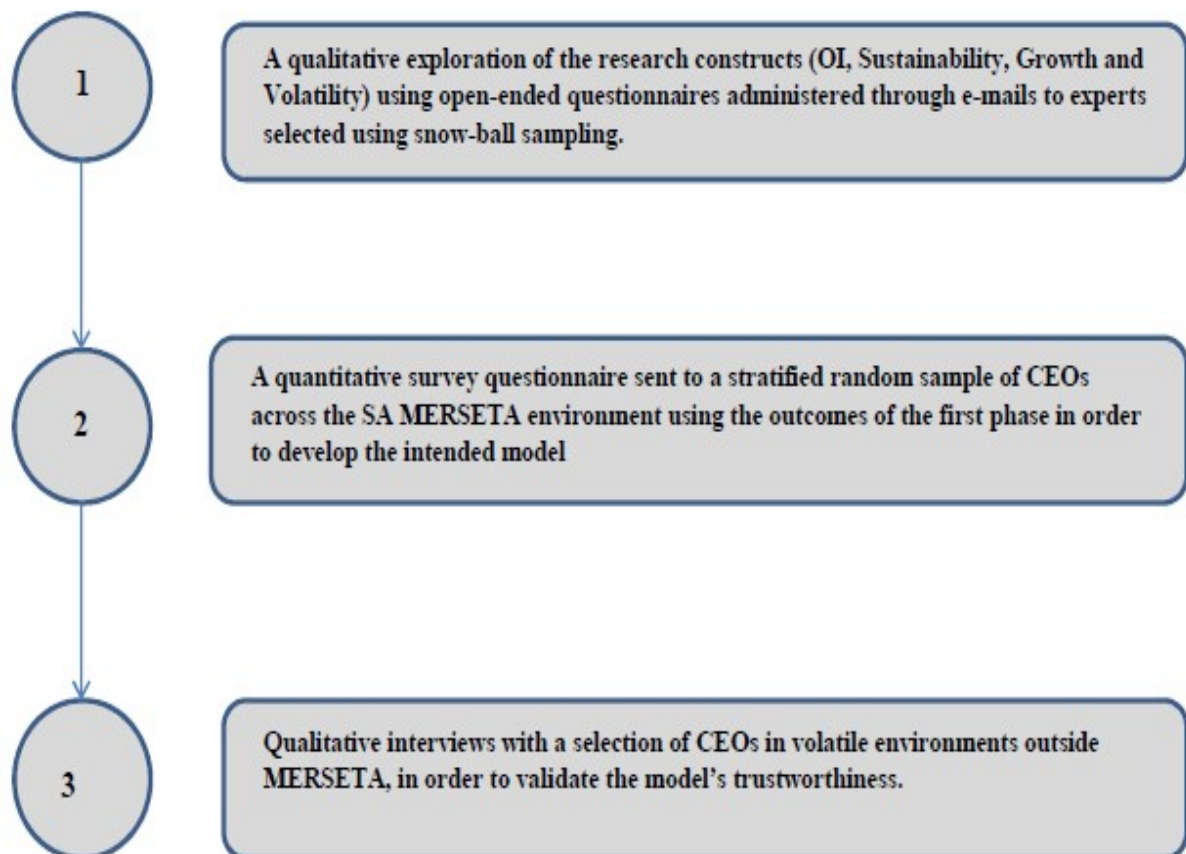 1
A qualitative exploration of the research constructs (OI, Sustainability, Growth and
Volatility) using open-ended questionnaires administered through e-mails to experts
selected using snow-ball sampling.
2
A quantitative survey questionnaire sent to a stratified random sample of CEOs
across the SA MERSETA environment using the outcomes of the first phase in order
to develop the intended model
3
Qualitative interviews with a selection of CEOs in volatile environments outside
MERSETA, in order to validate the model’s trustworthiness.